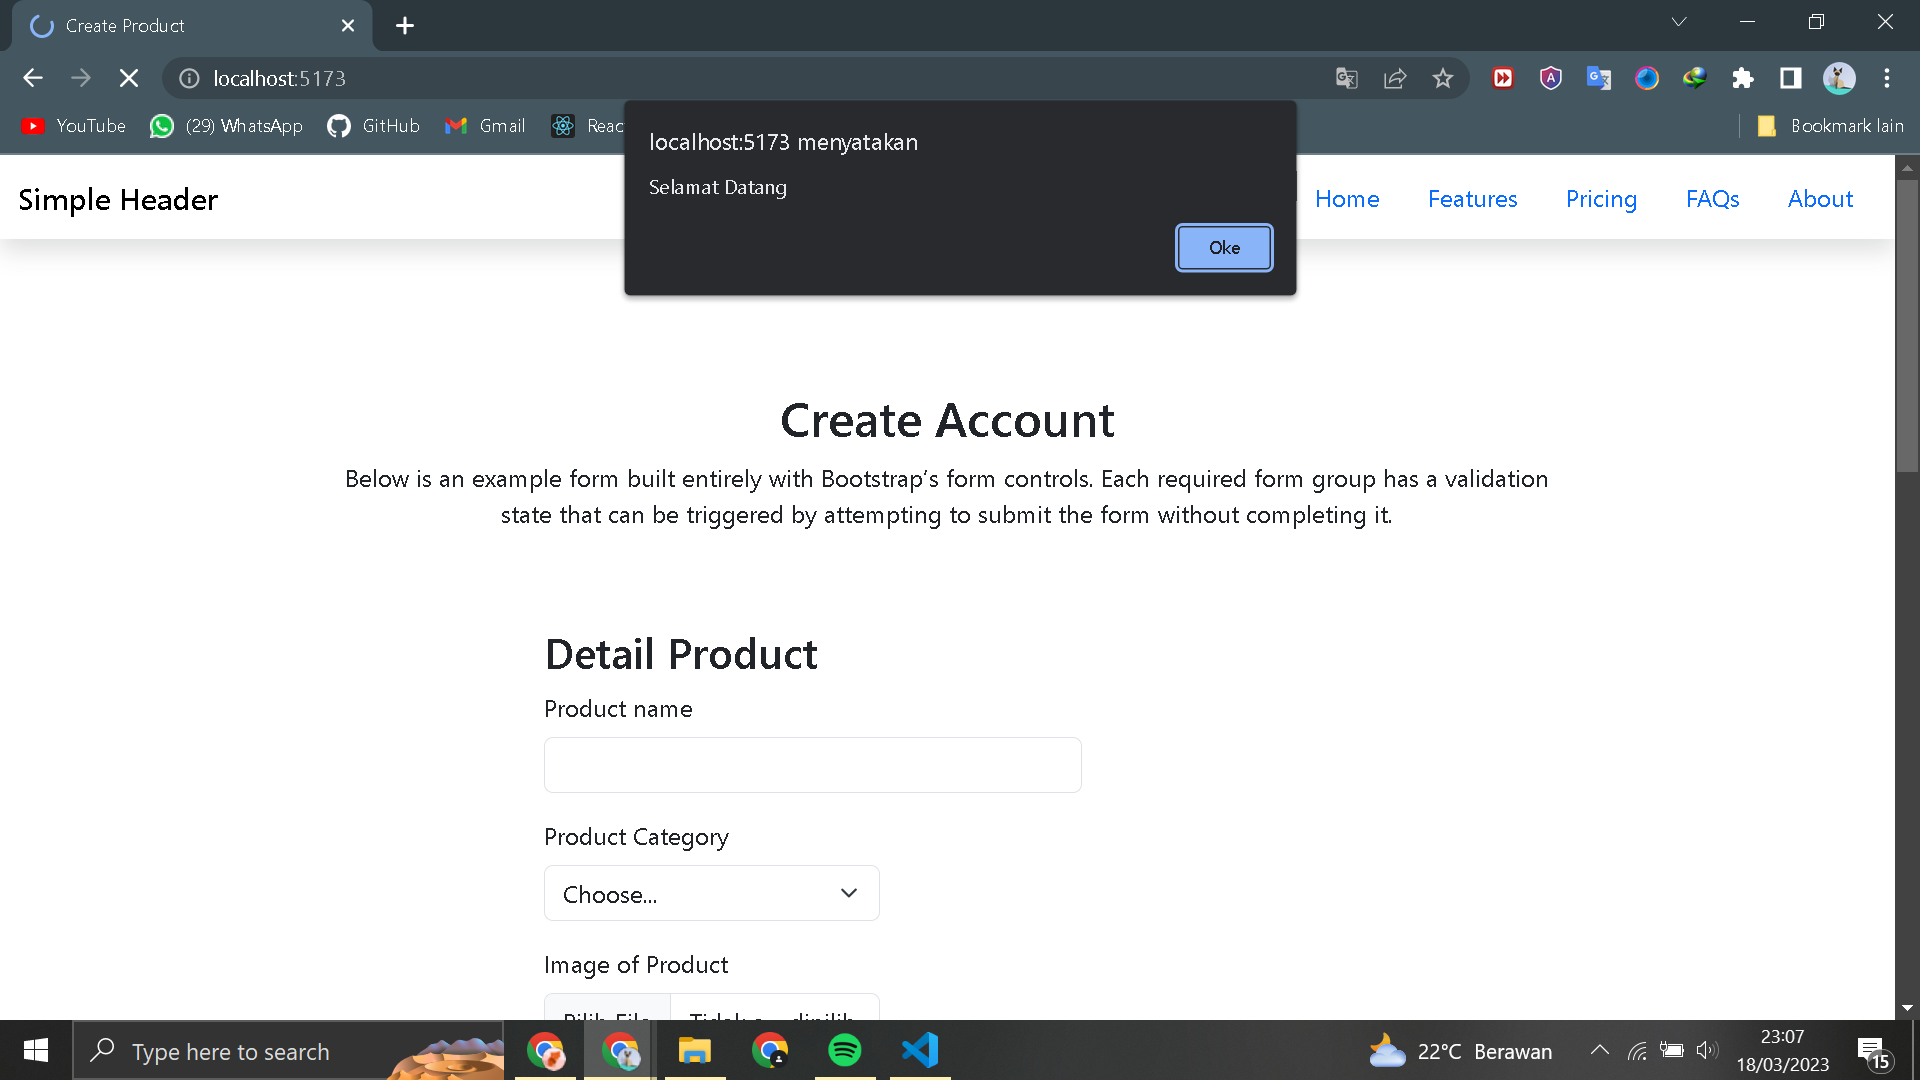 Create Product
localhost:5173
YouTube
(29) WhatsApp
GitHub
Gmail
Reac
Bookmark lain
localhost:5173 menyatakan
Selamat Datang
Oke
Simple Header
Home
Features
Pricing
FAQs
About
Create Account
Below is an example form built entirely with Bootstrap's form controls. Each required form group has a validation
state that can be triggered by attempting to submit the form without completing it.
Detail Product
Product name
Product Category
Choose...
Image of Product
Pilih File
Type here to search
22°C Berawan
23:07
18/03/2023
15